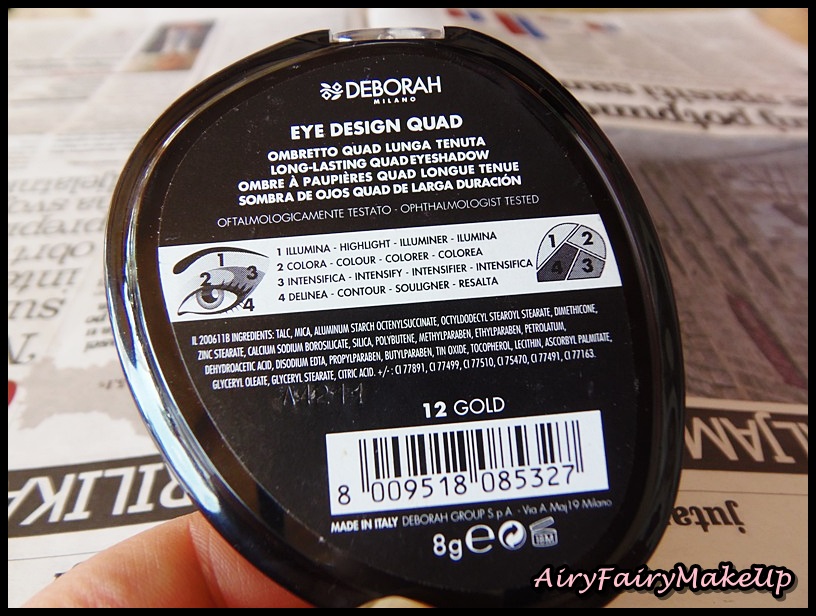 DEBORAH
MILANO
EYE DESIGN QUAD
OMBRETTO QUAD LUNGA TENUTA
LONG-LASTING QUAD EYESHADOW
OMBRE À PAUPIÈRES QUAD LONGUE TENUE
SOMBRA DE OJOS QUAD DE LARGA DURACIÓN
OFTALMOLOGICAMENTE TESTATO - OPHTHALMOLOGIST TESTED
1 2 3 4
1 ILLUMINA - HIGHLIGHT - ILLUMINER - ILUMINA
2 COLORA - COLOUR - COLORER - COLOREA
3 INTENSIFICA - INTENSIFY - INTENSIFIER - INTENSIFICA
4 DELINEA - CONTOUR - SOULIGNER - RESALTA
1 2
4 3
IL 200611B INGREDIENTS: TALC, MICA, ALUMINUM STARCH OCTENYLSUCCINATE, OCTYLDODECYL STEAROYL STEARATE, DIMETHICONE,
ZINC STEARATE, CALCIUM SODIUM BOROSILICATE, SILICA, POLYBUTENE, METHYLPARABEN, ETHYLPARABEN, PETROLATUM,
DEHYDROACETIC ACID, DISODIUM EDTA, PROPYLPARABEN, BUTYLPARABEN, TIN OXIDE, TOCOPHEROL, LECITHIN, ASCORBYL PALMITATE,
GLYCERYL OLEATE, GLYCERYL STEARATE, CITRIC ACID. +/-: CI 77891, CI 77499, CI 77510, CI 75470, CI 77491, CI 77163.
12 GOLD
8 009518 085327
MADE IN ITALY DEBORAH GROUP S.p.A. - Via A. Maj 19 Milano
8g e 18M
RILIKA
LJAM
jutar
AiryFairyMakeUp